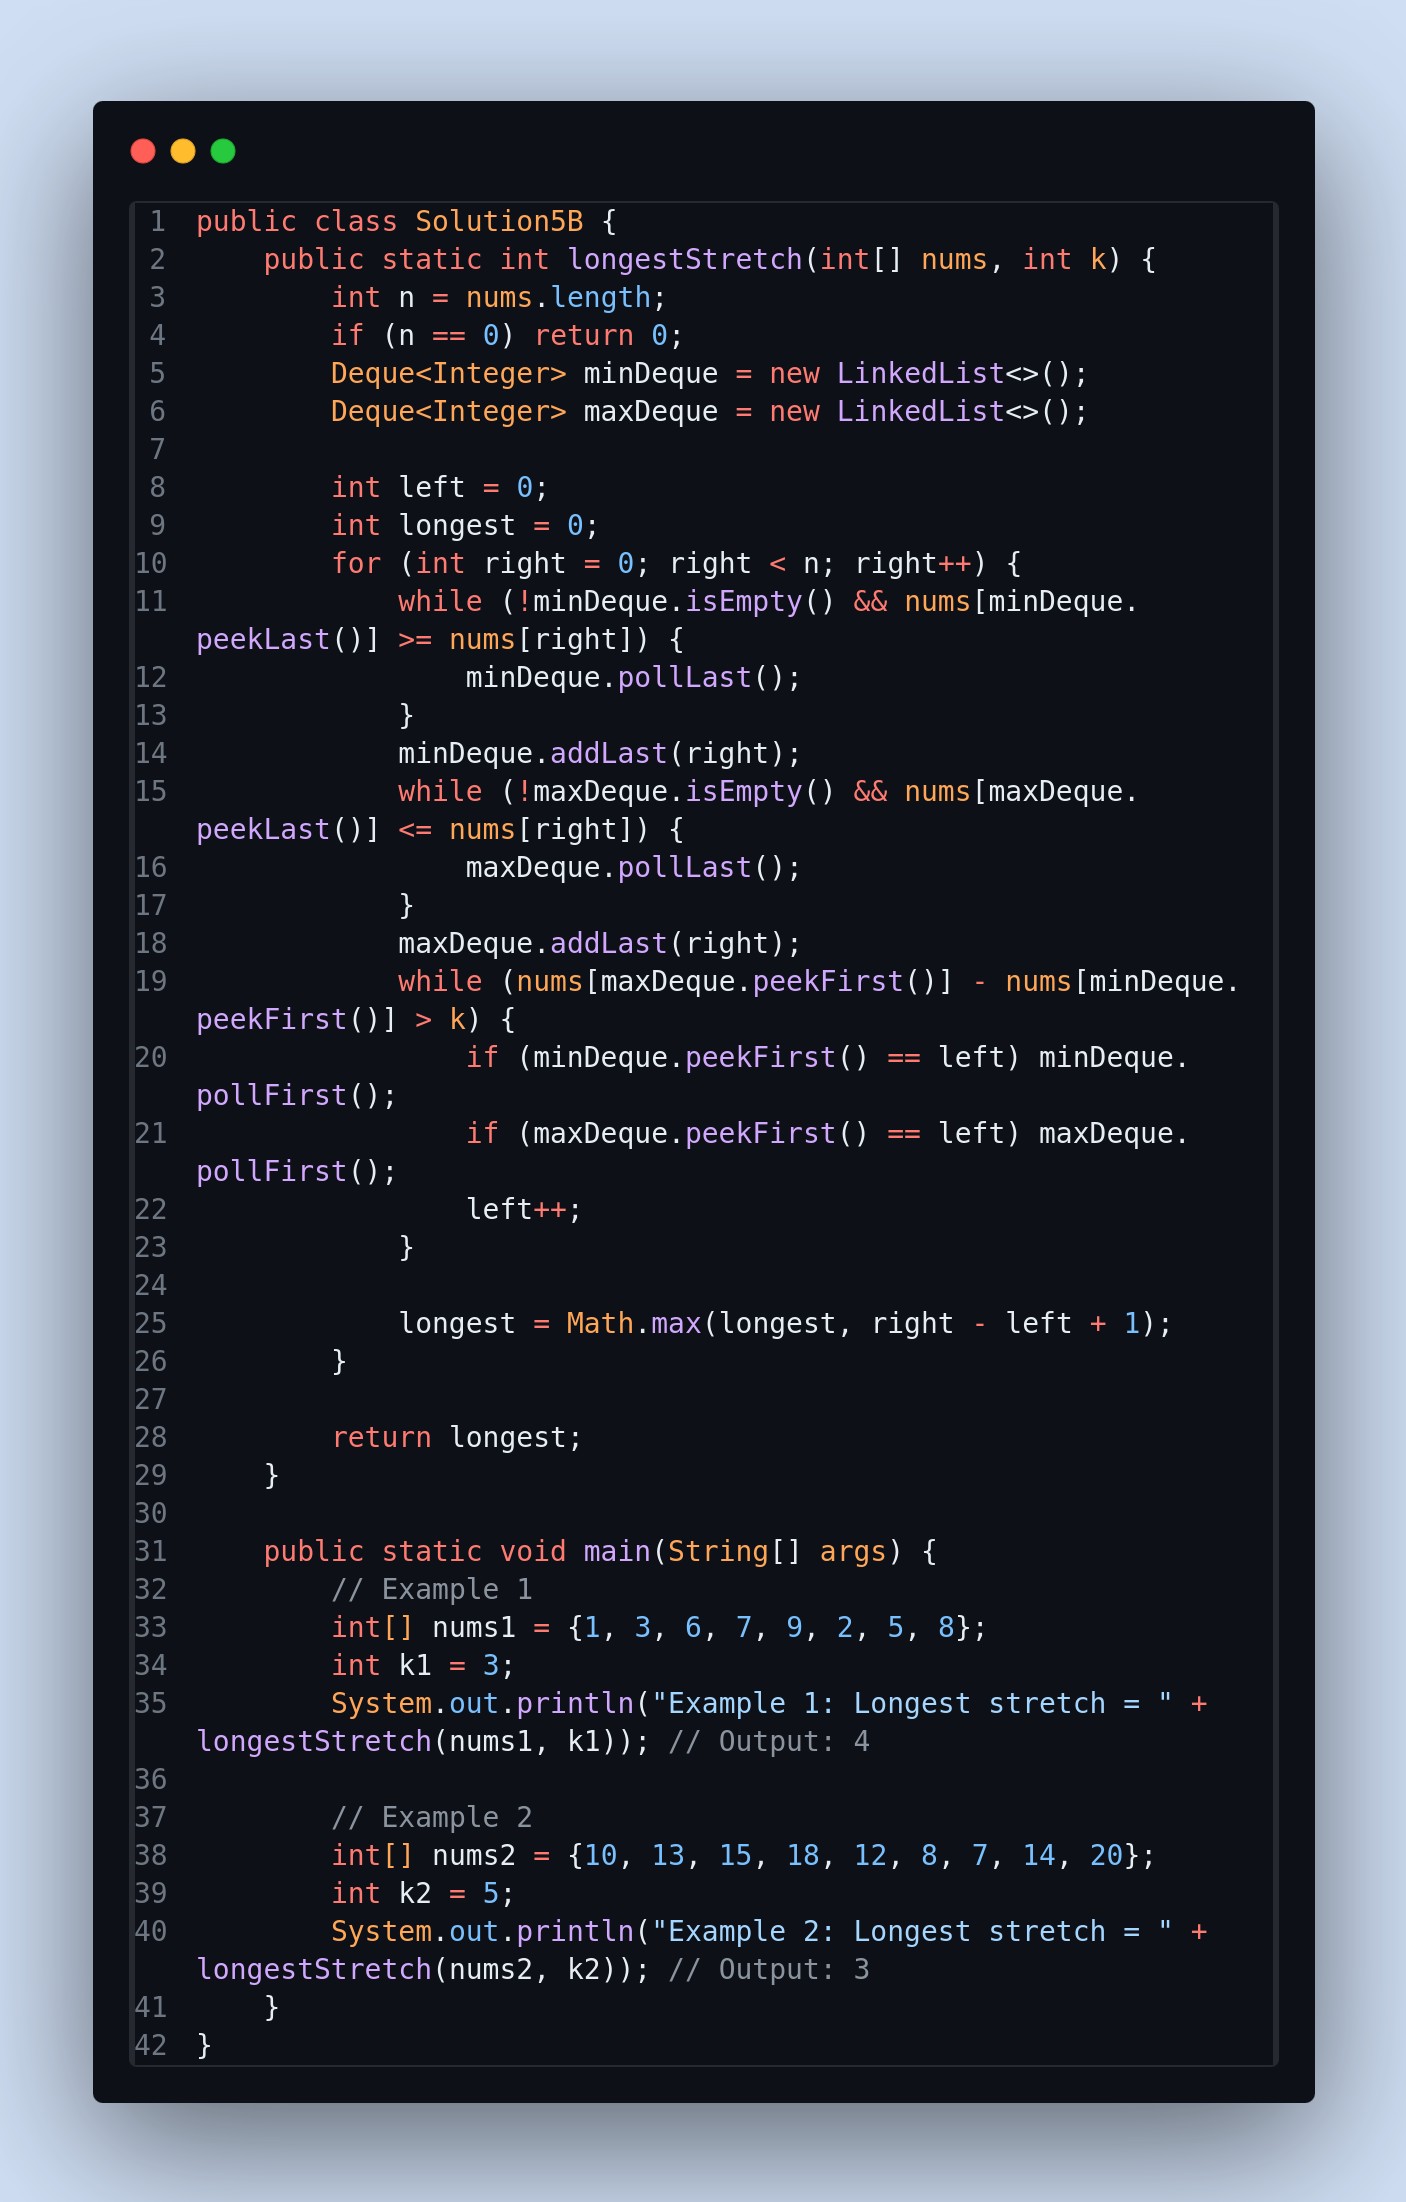 1 public class Solution5B {
2     public static int longestStretch(int[] nums, int k) {
3         int n = nums.length;
4         if (n == 0) return 0;
5         Deque<Integer> minDeque = new LinkedList<>();
6         Deque<Integer> maxDeque = new LinkedList<>();
7
8         int left = 0;
9         int longest = 0;
10         for (int right = 0; right < n; right++) {
11             while (!minDeque.isEmpty() && nums[minDeque.
peekLast()] >= nums[right]) {
12                 minDeque.pollLast();
13             }
14             minDeque.addLast(right);
15             while (!maxDeque.isEmpty() && nums[maxDeque.
peekLast()] <= nums[right]) {
16                 maxDeque.pollLast();
17             }
18             maxDeque.addLast(right);
19             while (nums[maxDeque.peekFirst()] - nums[minDeque.
peekFirst()] > k) {
20                 if (minDeque.peekFirst() == left) minDeque.
pollFirst();
21                 if (maxDeque.peekFirst() == left) maxDeque.
pollFirst();
22                 left++;
23             }
24
25             longest = Math.max(longest, right - left + 1);
26         }
27
28         return longest;
29     }
30
31     public static void main(String[] args) {
32         // Example 1
33         int[] nums1 = {1, 3, 6, 7, 9, 2, 5, 8};
34         int k1 = 3;
35         System.out.println("Example 1: Longest stretch = " +
longestStretch(nums1, k1)); // Output: 4
36
37         // Example 2
38         int[] nums2 = {10, 13, 15, 18, 12, 8, 7, 14, 20};
39         int k2 = 5;
40         System.out.println("Example 2: Longest stretch = " +
longestStretch(nums2, k2)); // Output: 3
41     }
42 }